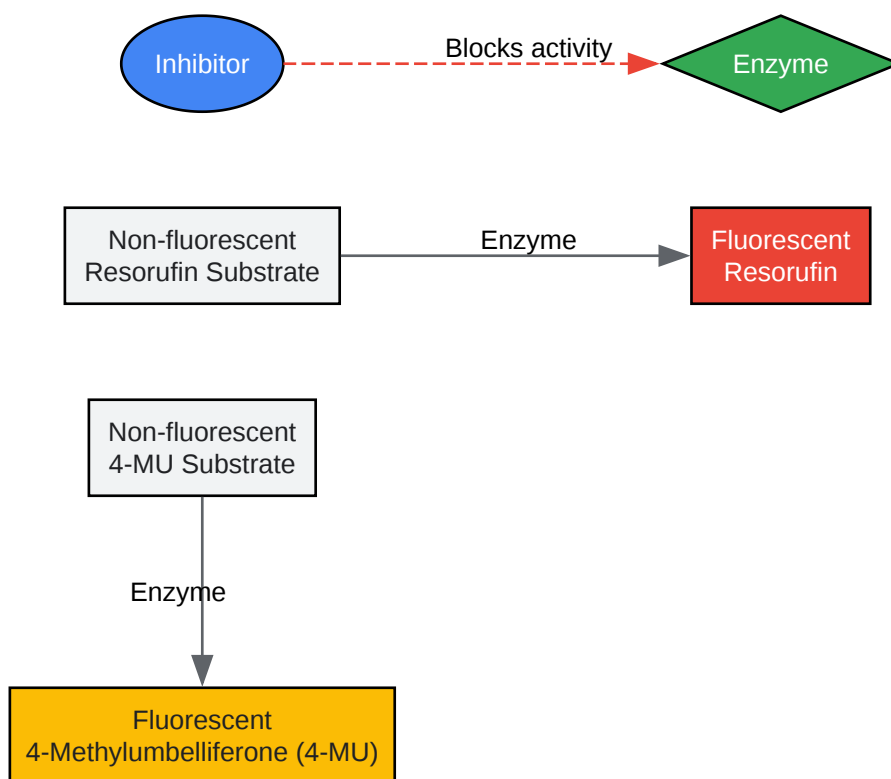 Inhibitor
Blocks activity
Enzyme
Non-fluorescent
Resorufin Substrate
Enzyme
Fluorescent
Resorufin
Non-fluorescent
4-MU Substrate
Enzyme
Fluorescent
4-Methylumbelliferone (4-MU)